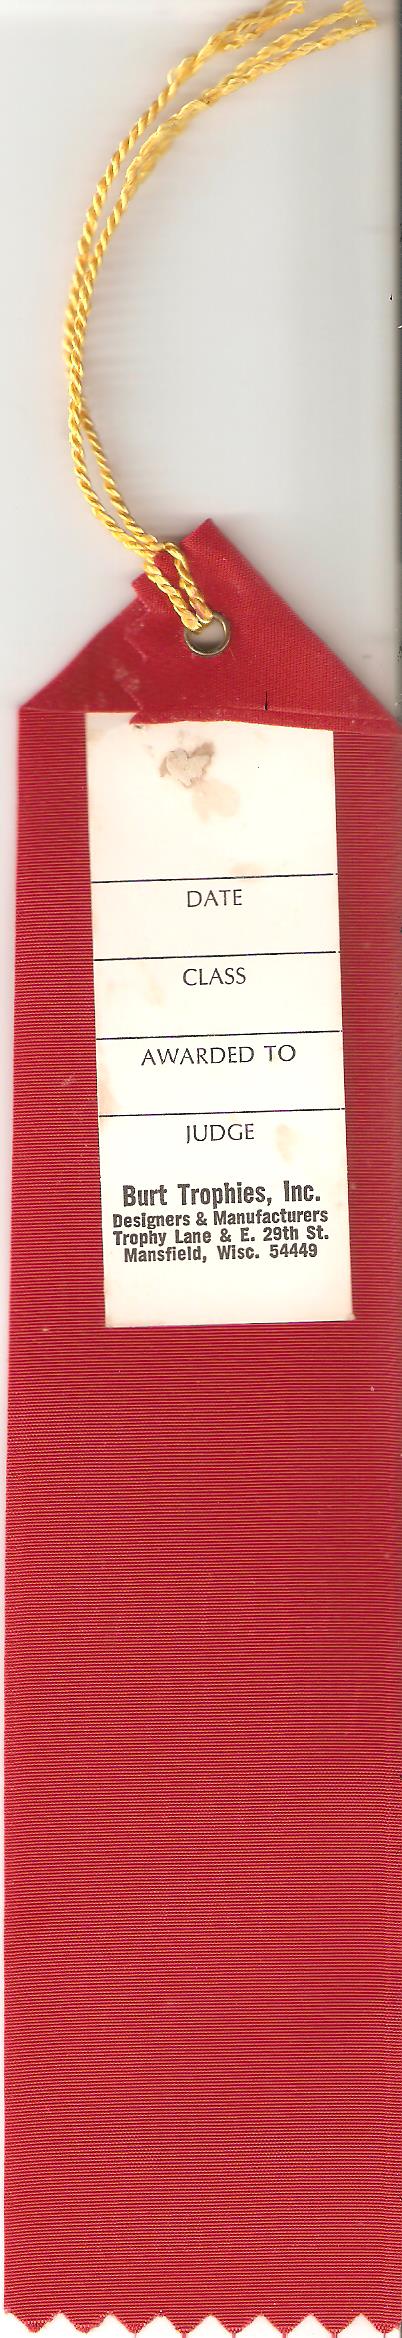 DATE
CLASS
AWARDED TO
JUDGE
Burt Trophies, Inc.
Designers & Manufacturers
Trophy Lane & E. 29th St.
Mansfield, Wisc. 54449